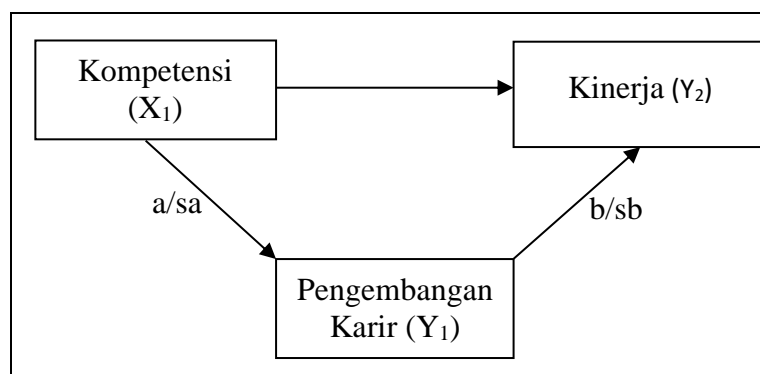 Kompetensi
(X₁)
Kinerja (Y₂)
a/sa
b/sb
Pengembangan
Karir (Y₁)